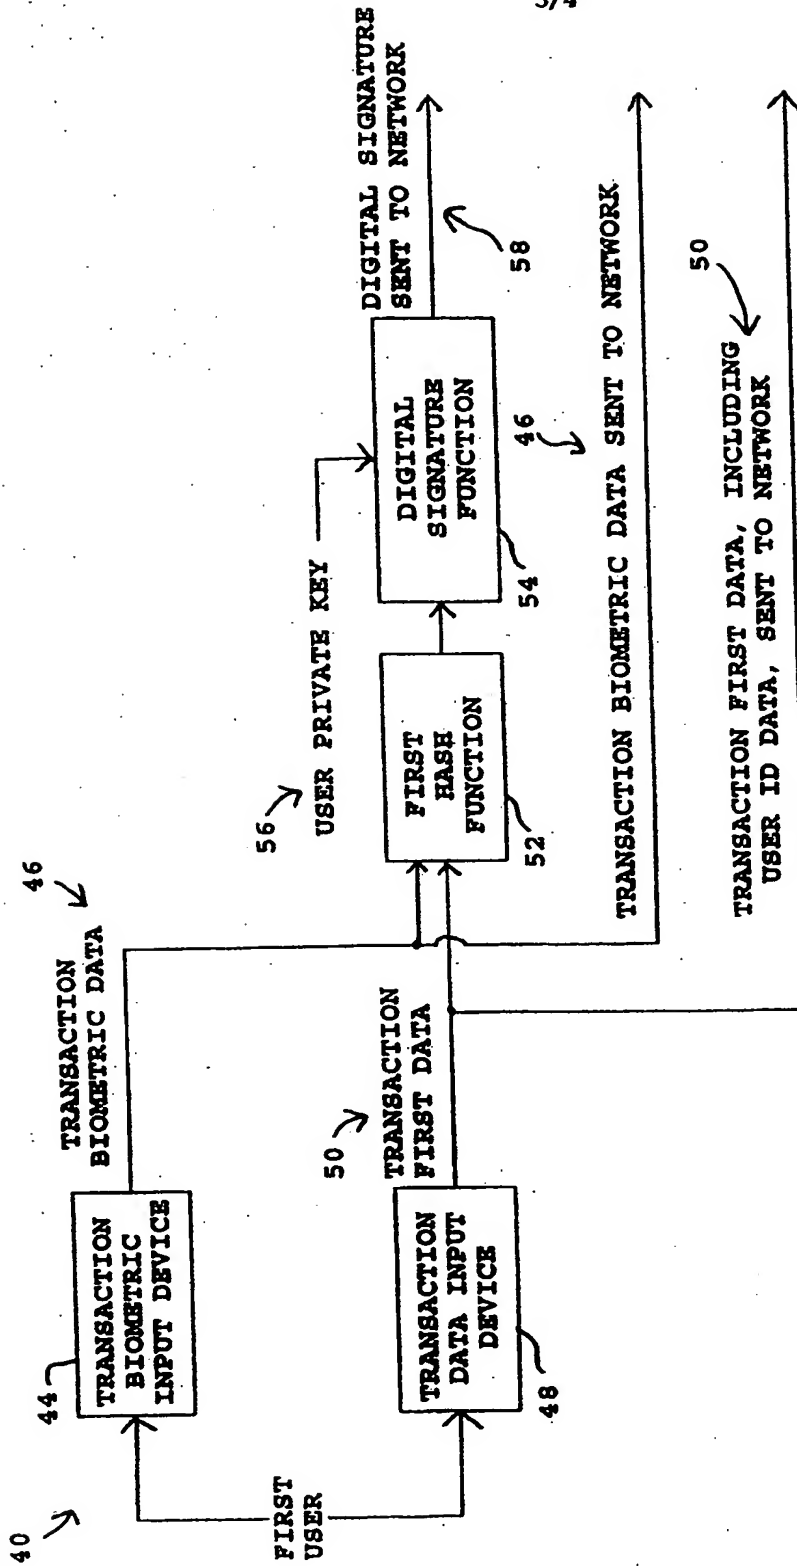 3/4
40
FIRST
USER
44
TRANSACTION
BIOMETRIC
INPUT DEVICE
TRANSACTION
BIOMETRIC DATA
46
48
TRANSACTION
DATA INPUT
DEVICE
50
TRANSACTION
FIRST DATA
56
USER PRIVATE KEY
52
FIRST
HASH
FUNCTION
54
DIGITAL
SIGNATURE
FUNCTION
DIGITAL SIGNATURE
SENT TO NETWORK
58
46
TRANSACTION BIOMETRIC DATA SENT TO NETWORK
50
TRANSACTION FIRST DATA, INCLUDING
USER ID DATA, SENT TO NETWORK